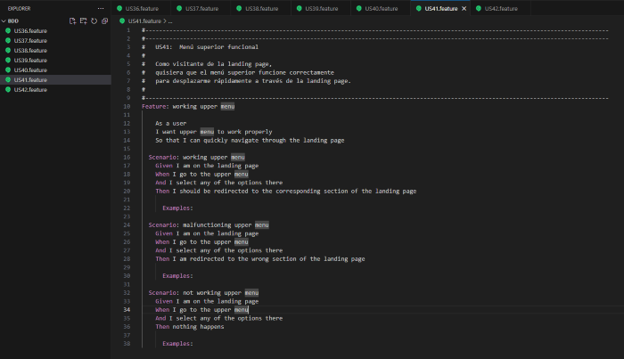 EXPLORER
BDD
US36.feature
US37.feature
US38.feature
US39.feature
US40.feature
US41.feature
US42.feature
US36.feature US37.feature US38.feature US39.feature US40.feature US41.feature US42.feature
US41.feature > ...
1 #------------------------------------------------------------
2 #------------------------------------------------------------
3 # US41: Menú superior funcional
4 #
5 # Como visitante de la landing page,
6 # quisiera que el menú superior funcione correctamente
7 # para desplazarme rápidamente a través de la landing page.
8 #
9 #------------------------------------------------------------
10 Feature: working upper menu
11
12 As a user
13 I want upper menu to work properly
14 So that I can quickly navigate through the landing page
15
16 Scenario: working upper menu
17 Given I am on the landing page
18 When I go to the upper menu
19 And I select any of the options there
20 Then I should be redirected to the corresponding section of the landing page
21
22 Examples:
23
24 Scenario: malfunctioning upper menu
25 Given I am on the landing page
26 When I go to the upper menu
27 And I select any of the options there
28 Then I am redirected to the wrong section of the landing page
29
30 Examples:
31
32 Scenario: not working upper menu
33 Given I am on the landing page
34 When I go to the upper menu
35 And I select any of the options there
36 Then nothing happens
37
38 Examples: